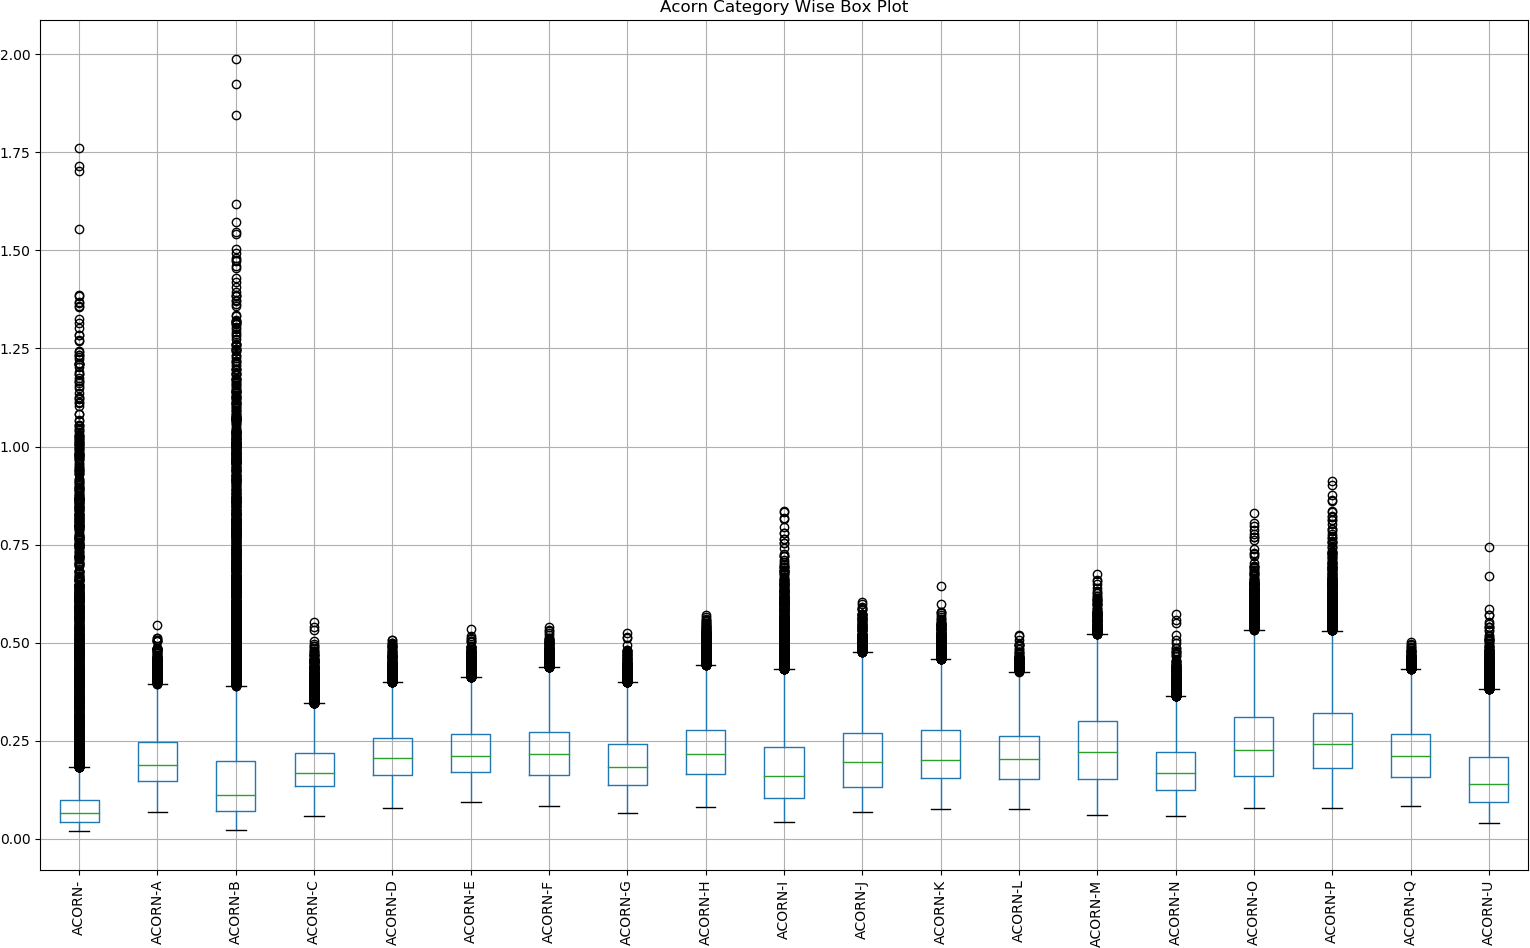 Acorn Category Wise Box Plot
2.00
1.75
1.50
1.25
1.00
0.75
0.50
0.25
0.00
ACORN-
ACORN-A
ACORN-B
ACORN-C
ACORN-D
ACORN-E
ACORN-F
ACORN-G
ACORN-H
ACORN-I
ACORN-J
ACORN-K
ACORN-L
ACORN-M
ACORN-N
ACORN-O
ACORN-P
ACORN-Q
ACORN-U